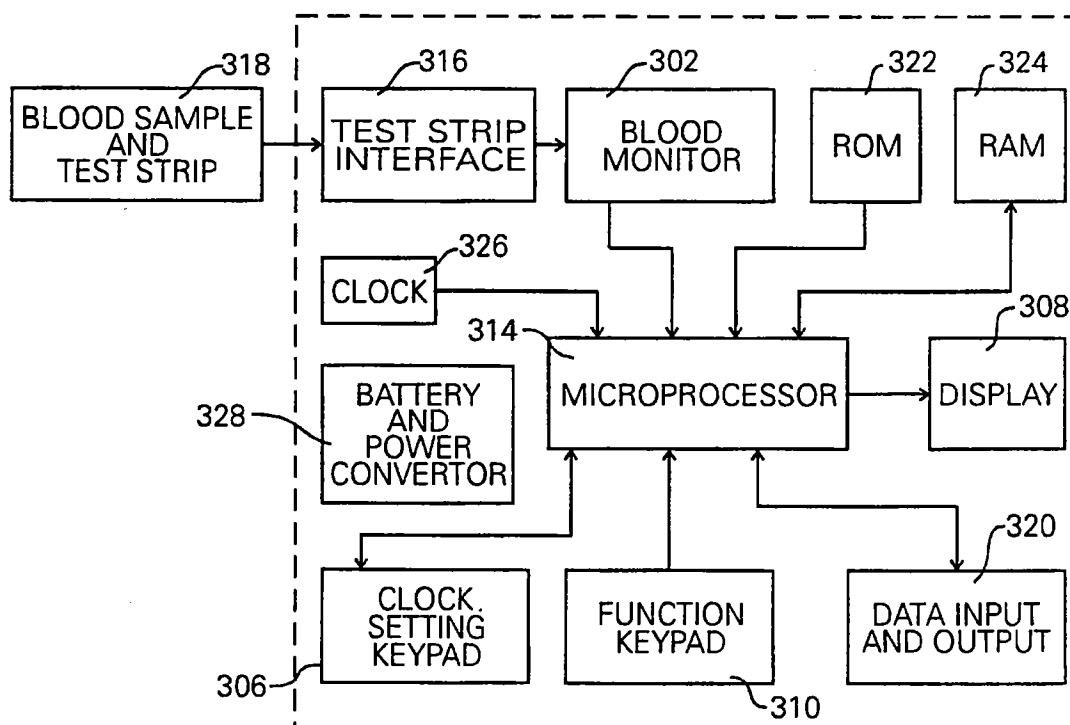 318
316
302
322
324
BLOOD SAMPLE
AND
TEST STRIP
TEST STRIP
INTERFACE
BLOOD
MONITOR
ROM
RAM
326
CLOCK
314
308
MICROPROCESSOR
DISPLAY
328
BATTERY
AND
POWER
CONVERTOR
320
CLOCK.
SETTING
KEYPAD
FUNCTION
KEYPAD
DATA INPUT
AND OUTPUT
306
310